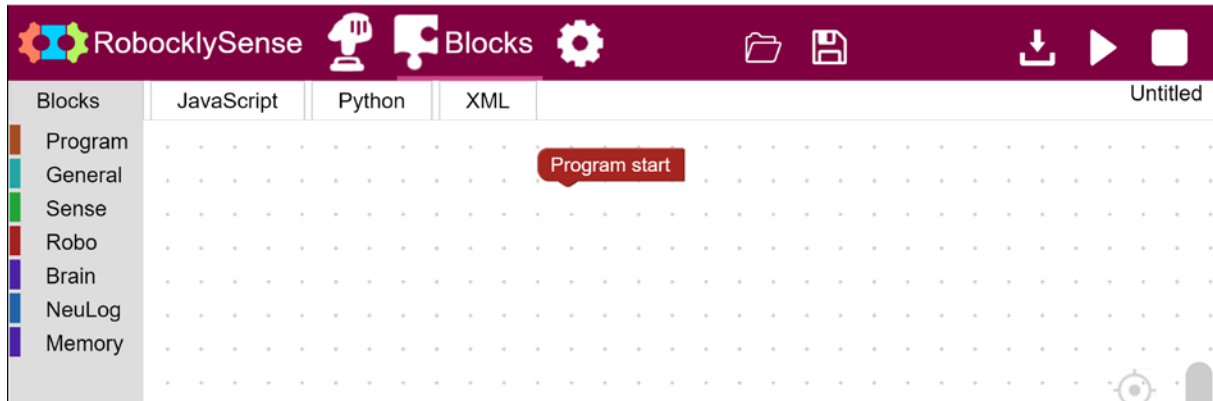 RobocklySense Blocks
Blocks JavaScript Python XML Untitled
Program
Program start
General
Sense
Robo
Brain
NeuLog
Memory